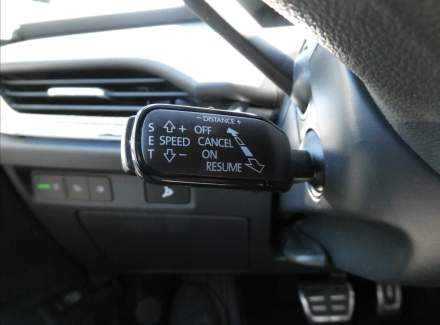 - DISTANCE +
S + OFF
E SPEED CANCEL
T - ON
RESUME